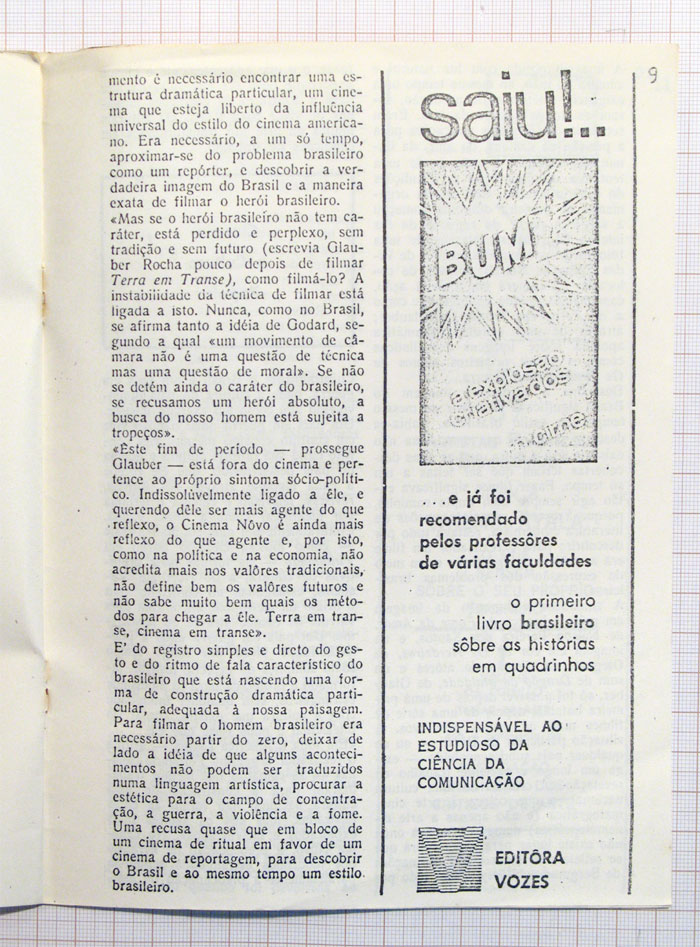 mento é necessário encontrar uma es-
trutura dramática particular, um cine-
ma que esteja liberto da influência
universal do estilo do cinema america-
no. Era necessário, a um só tempo,
aproximar-se do problema brasileiro
como um repórter, e descobrir a ver-
dadeira imagem do Brasil e a maneira
exata de filmar o herói brasileiro.
«Mas se o herói brasileiro não tem ca-
ráter, está perdido e perplexo, sem
tradição e sem futuro (escrevia Glau-
ber Rocha pouco depois de filmar
Terra em Transe), como filmá-lo? A
instabilidade da técnica de filmar está
ligada a isto. Nunca, como no Brasil,
se afirma tanto a idéia de Godard, se-
gundo a qual «um movimento de câ-
mara não é uma questão de técnica
mas uma questão de moral». Se não
se detém ainda o caráter do brasileiro,
se recusamos um herói absoluto, a
busca do nosso homem está sujeita a
tropeços».
«Êste fim de período — prossegue
Glauber — está fora do cinema e per-
tence ao próprio sintoma sócio-políti-
co. Indissolùvelmente ligado a êle, e
querendo dêle ser mais agente do que
reflexo, o Cinema Nôvo é ainda mais
reflexo do que agente e, por isto,
como na política e na economia, não
acredita mais nos valôres tradicionais,
não define bem os valôres futuros e
não sabe muito bem quais os méto-
dos para chegar a êle. Terra em tran-
se, cinema em transe».
E' do registro simples e direto do ges-
to e do ritmo de fala característico do
brasileiro que está nascendo uma for-
ma de construção dramática parti-
cular, adequada à nossa paisagem.
Para filmar o homem brasileiro era
necessário partir do zero, deixar de
lado a idéia de que alguns aconteci-
mentos não podem ser traduzidos
numa linguagem artística, procurar a
estética para o campo de concentra-
ção, a guerra, a violência e a fome.
Uma recusa quase que em bloco de
um cinema de ritual em favor de um
cinema de reportagem, para descobrir
o Brasil e ao mesmo tempo um estilo
brasileiro.
9
saiu!..
BUM
a explosão
criativa dos
...e já foi
recomendado
pelos professôres
de várias faculdades
o primeiro
livro brasileiro
sôbre as histórias
em quadrinhos
INDISPENSÁVEL AO
ESTUDIOSO DA
CIÊNCIA DA
COMUNICAÇÃO
EDITÔRA
VOZES